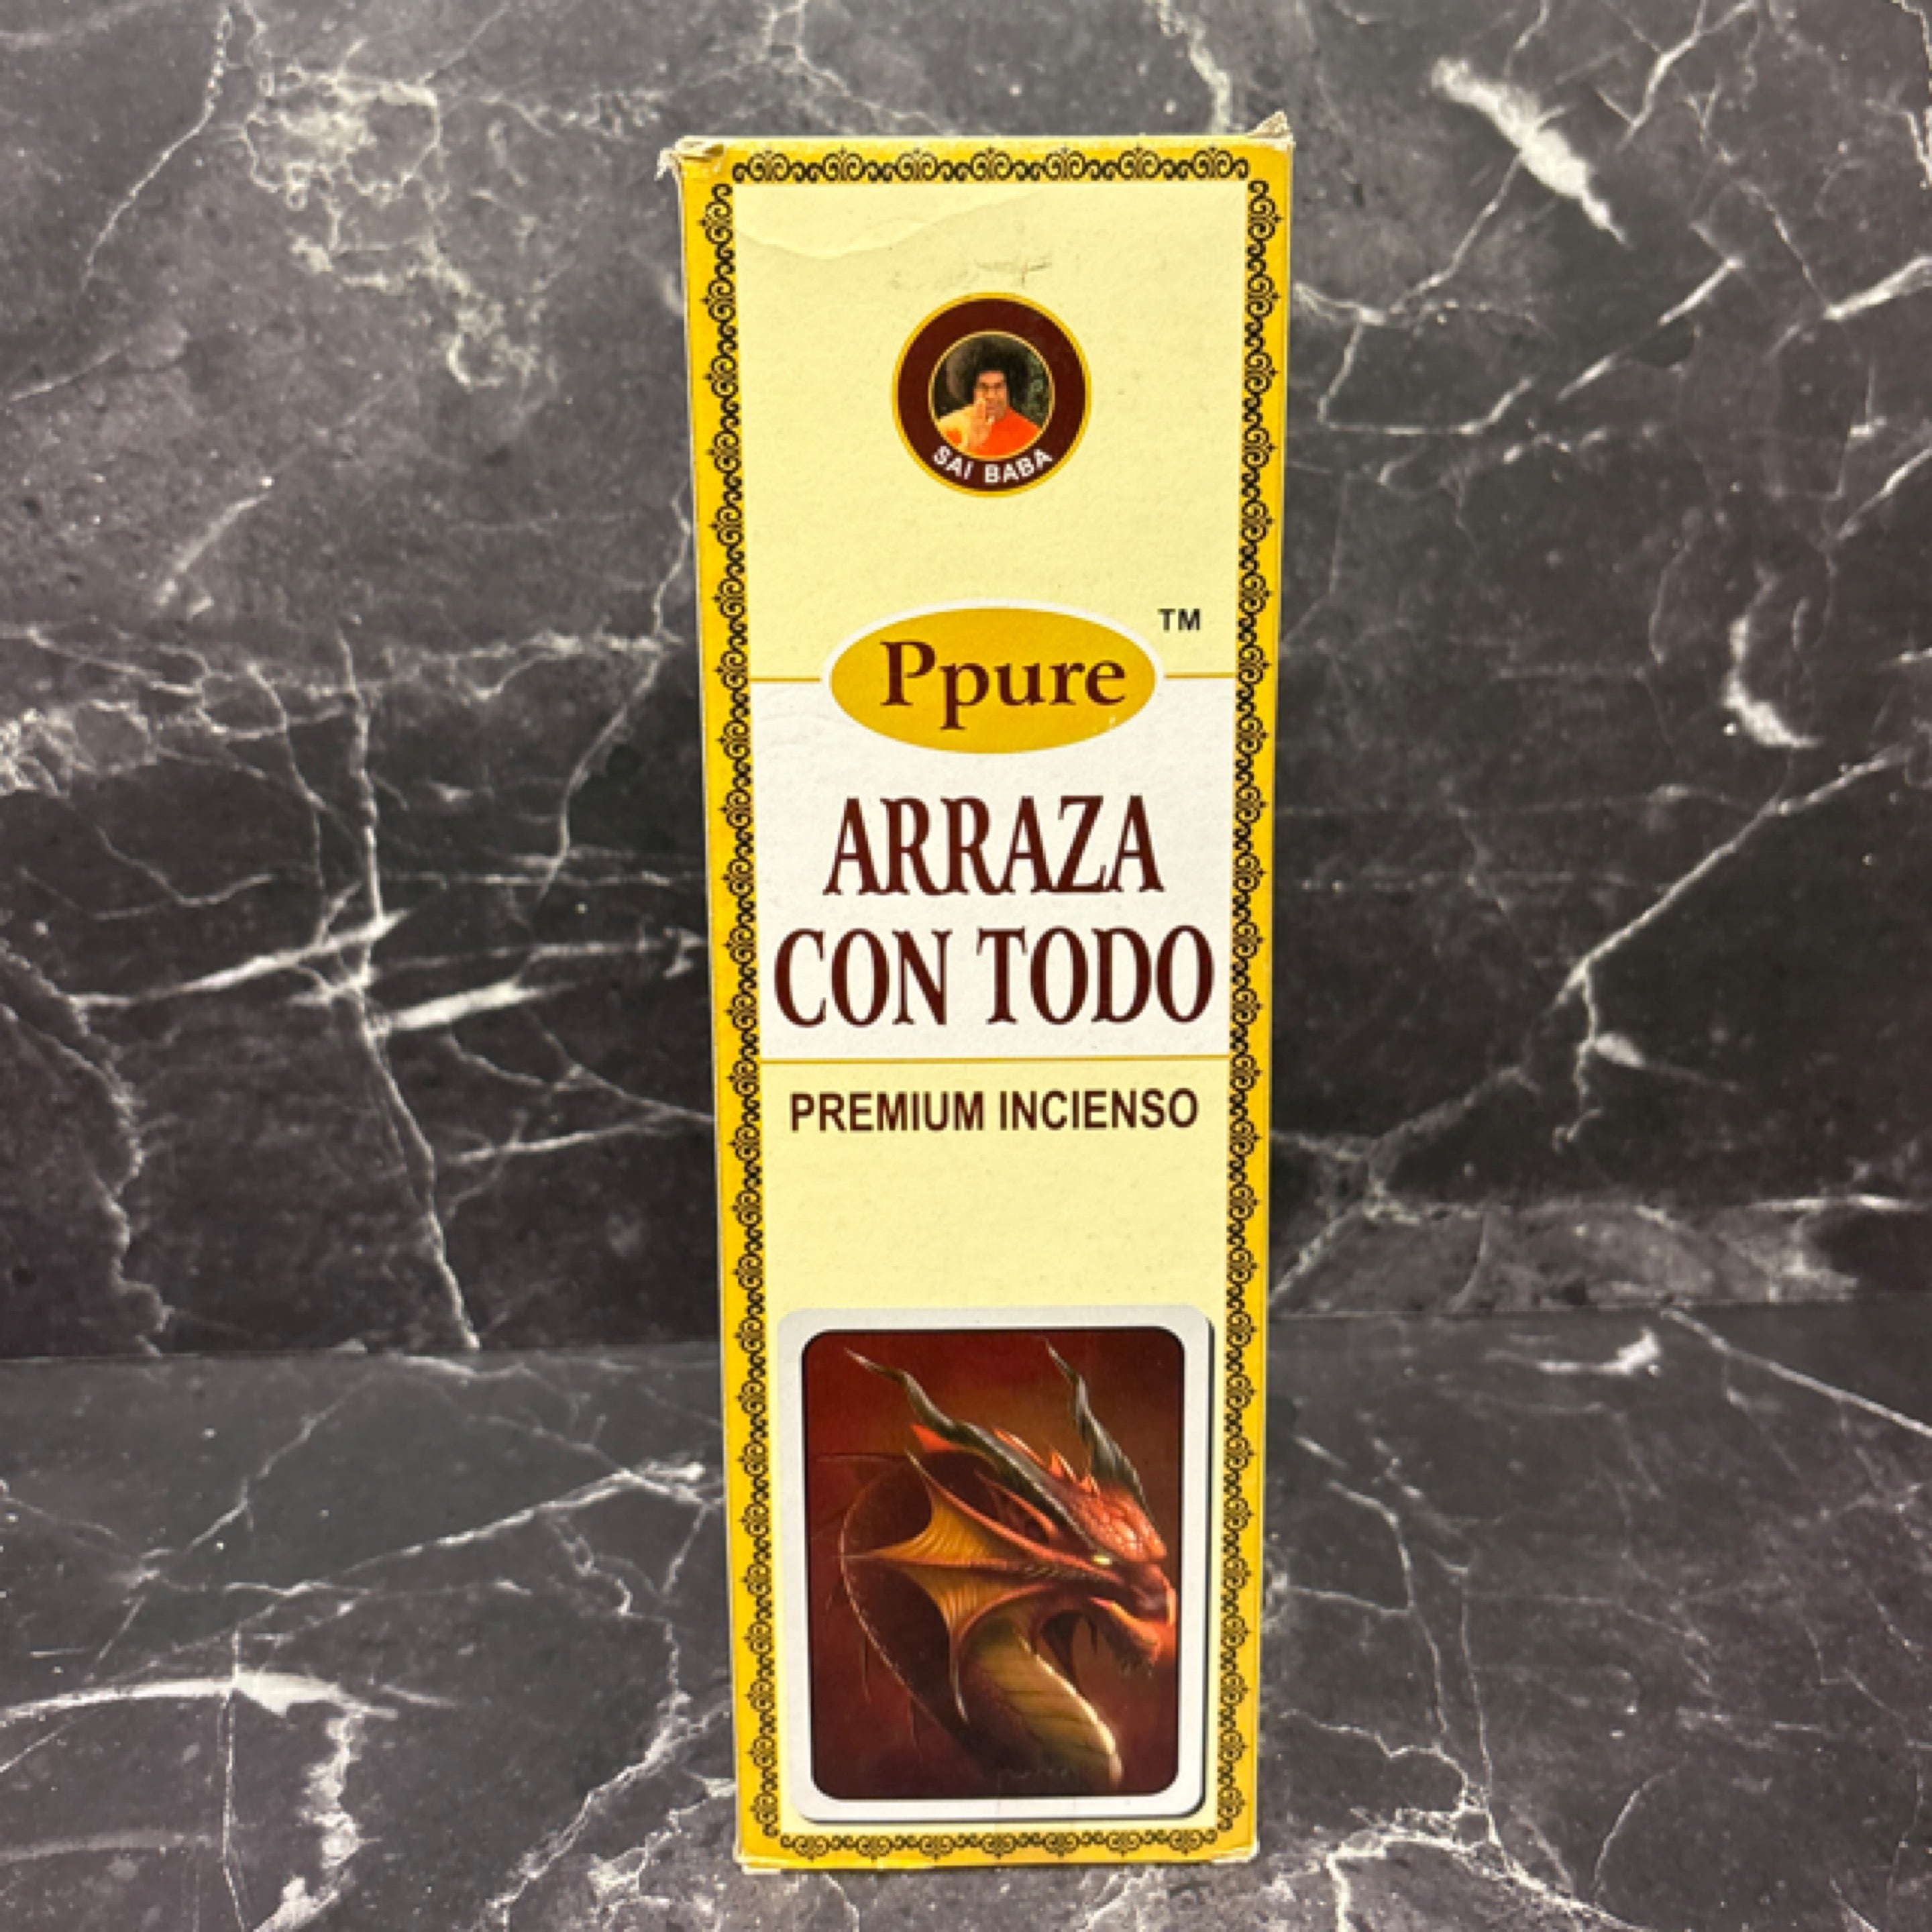 SAI BABA
Ppure TM
ARRAZA
CON TODO
PREMIUM INCIENSO